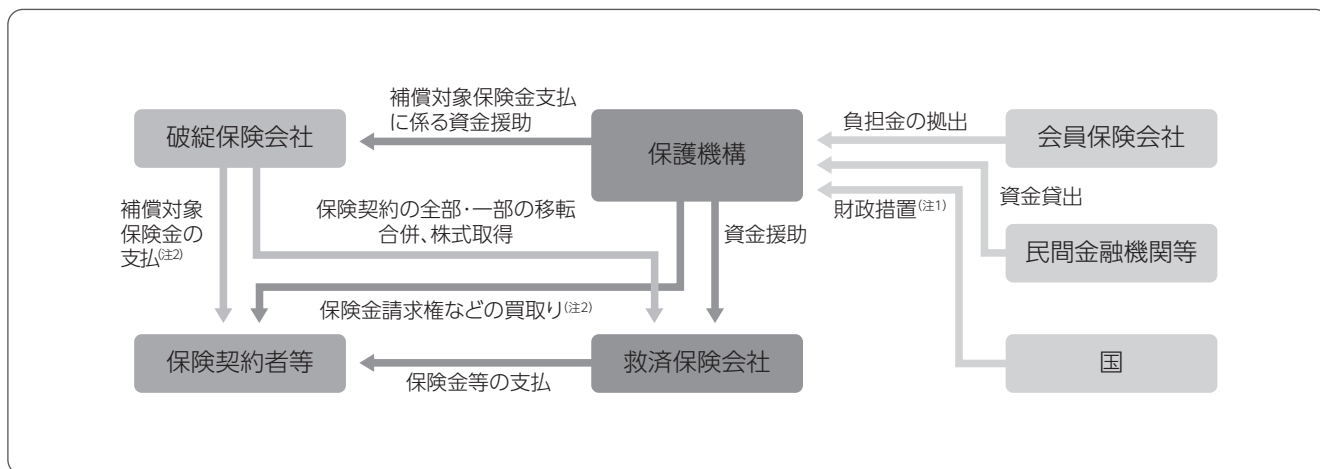 補償対象保険金支払
に係る資金援助
破綻保険会社
保護機構
負担金の拠出
会員保険会社
補償対象
保険金の
支払(注2)
保険契約の全部・一部の移転
合併、株式取得
資金援助
財政措置(注1)
資金貸出
民間金融機関等
保険金請求権などの買取り(注2)
保険契約者等
保険金等の支払
救済保険会社
国